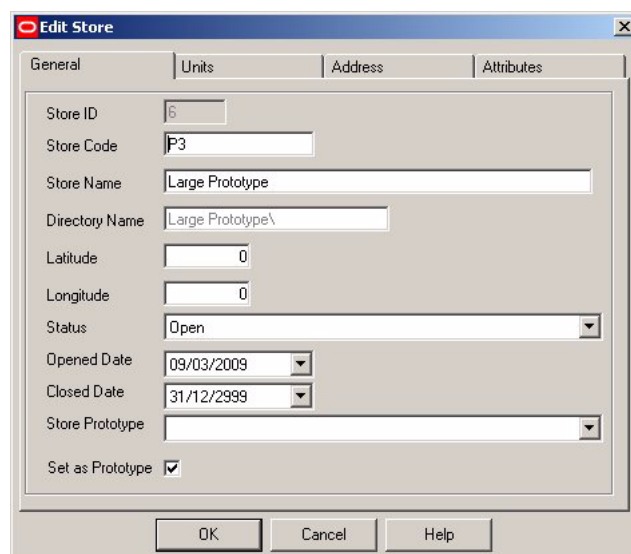 Edit Store
General Units Address Attributes
Store ID 6
Store Code P3
Store Name Large Prototype
Directory Name Large Prototype\
Latitude 0
Longitude 0
Status Open
Opened Date 09/03/2009
Closed Date 31/12/2999
Store Prototype
Set as Prototype
OK Cancel Help